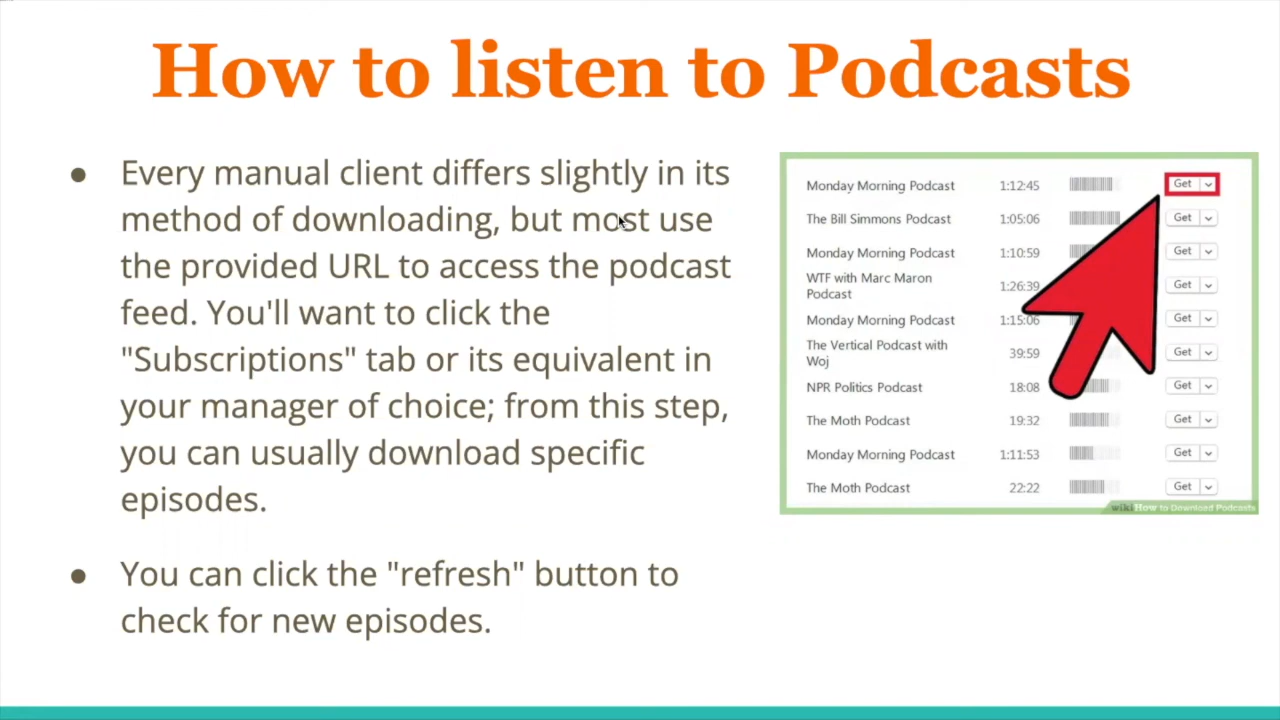 How to listen to Podcasts
● Every manual client differs slightly in its
method of downloading, but most use
the provided URL to access the podcast
feed. You'll want to click the
"Subscriptions" tab or its equivalent in
your manager of choice; from this step,
you can usually download specific
episodes.
● You can click the "refresh" button to
check for new episodes.
Monday Morning Podcast 1:12:45 Get
The Bill Simmons Podcast 1:05:06 Get
Monday Morning Podcast 1:10:59 Get
WTF with Marc Maron
Podcast 1:26:39 Get
Monday Morning Podcast 1:15:06 Get
The Vertical Podcast with
Woj 39:59 Get
NPR Politics Podcast 18:08 Get
The Moth Podcast 19:32 Get
Monday Morning Podcast 1:11:53 Get
The Moth Podcast 22:22 Get
wikiHow to Download Podcasts